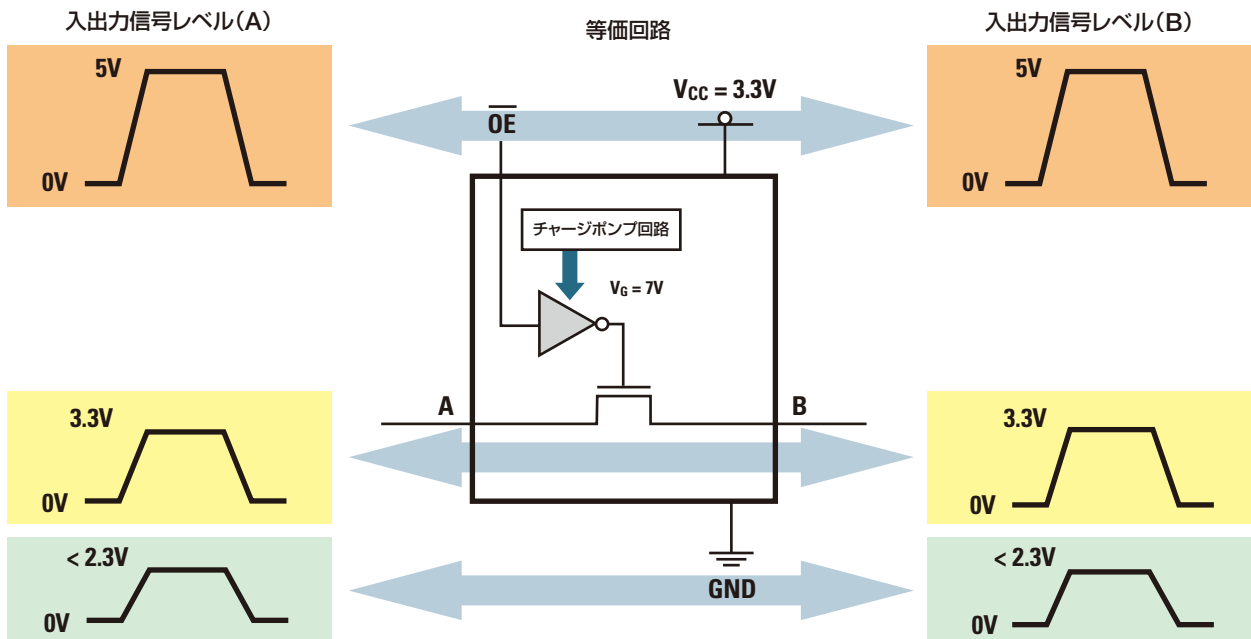 入出力信号レベル(A)
等価回路
入出力信号レベル(B)
5V
0V
OE
VCC = 3.3V
5V
0V
チャージポンプ回路
VG = 7V
A
B
3.3V
0V
3.3V
0V
< 2.3V
0V
GND
< 2.3V
0V